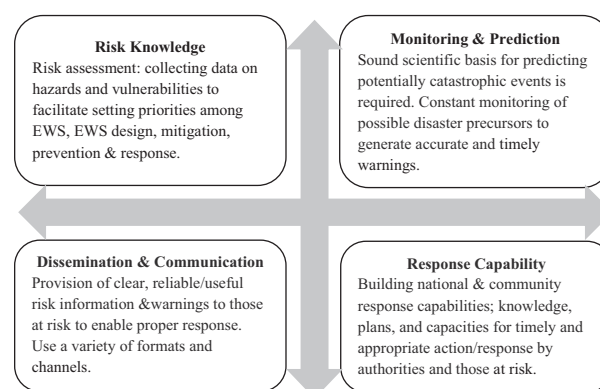 Risk Knowledge
Risk assessment: collecting data on
hazards and vulnerabilities to
facilitate setting priorities among
EWS, EWS design, mitigation,
prevention & response.
Monitoring & Prediction
Sound scientific basis for predicting
potentially catastrophic events is
required. Constant monitoring of
possible disaster precursors to
generate accurate and timely
warnings.
Dissemination & Communication
Provision of clear, reliable/useful
risk information &warnings to those
at risk to enable proper response.
Use a variety of formats and
channels.
Response Capability
Building national & community
response capabilities; knowledge,
plans, and capacities for timely and
appropriate action/response by
authorities and those at risk.